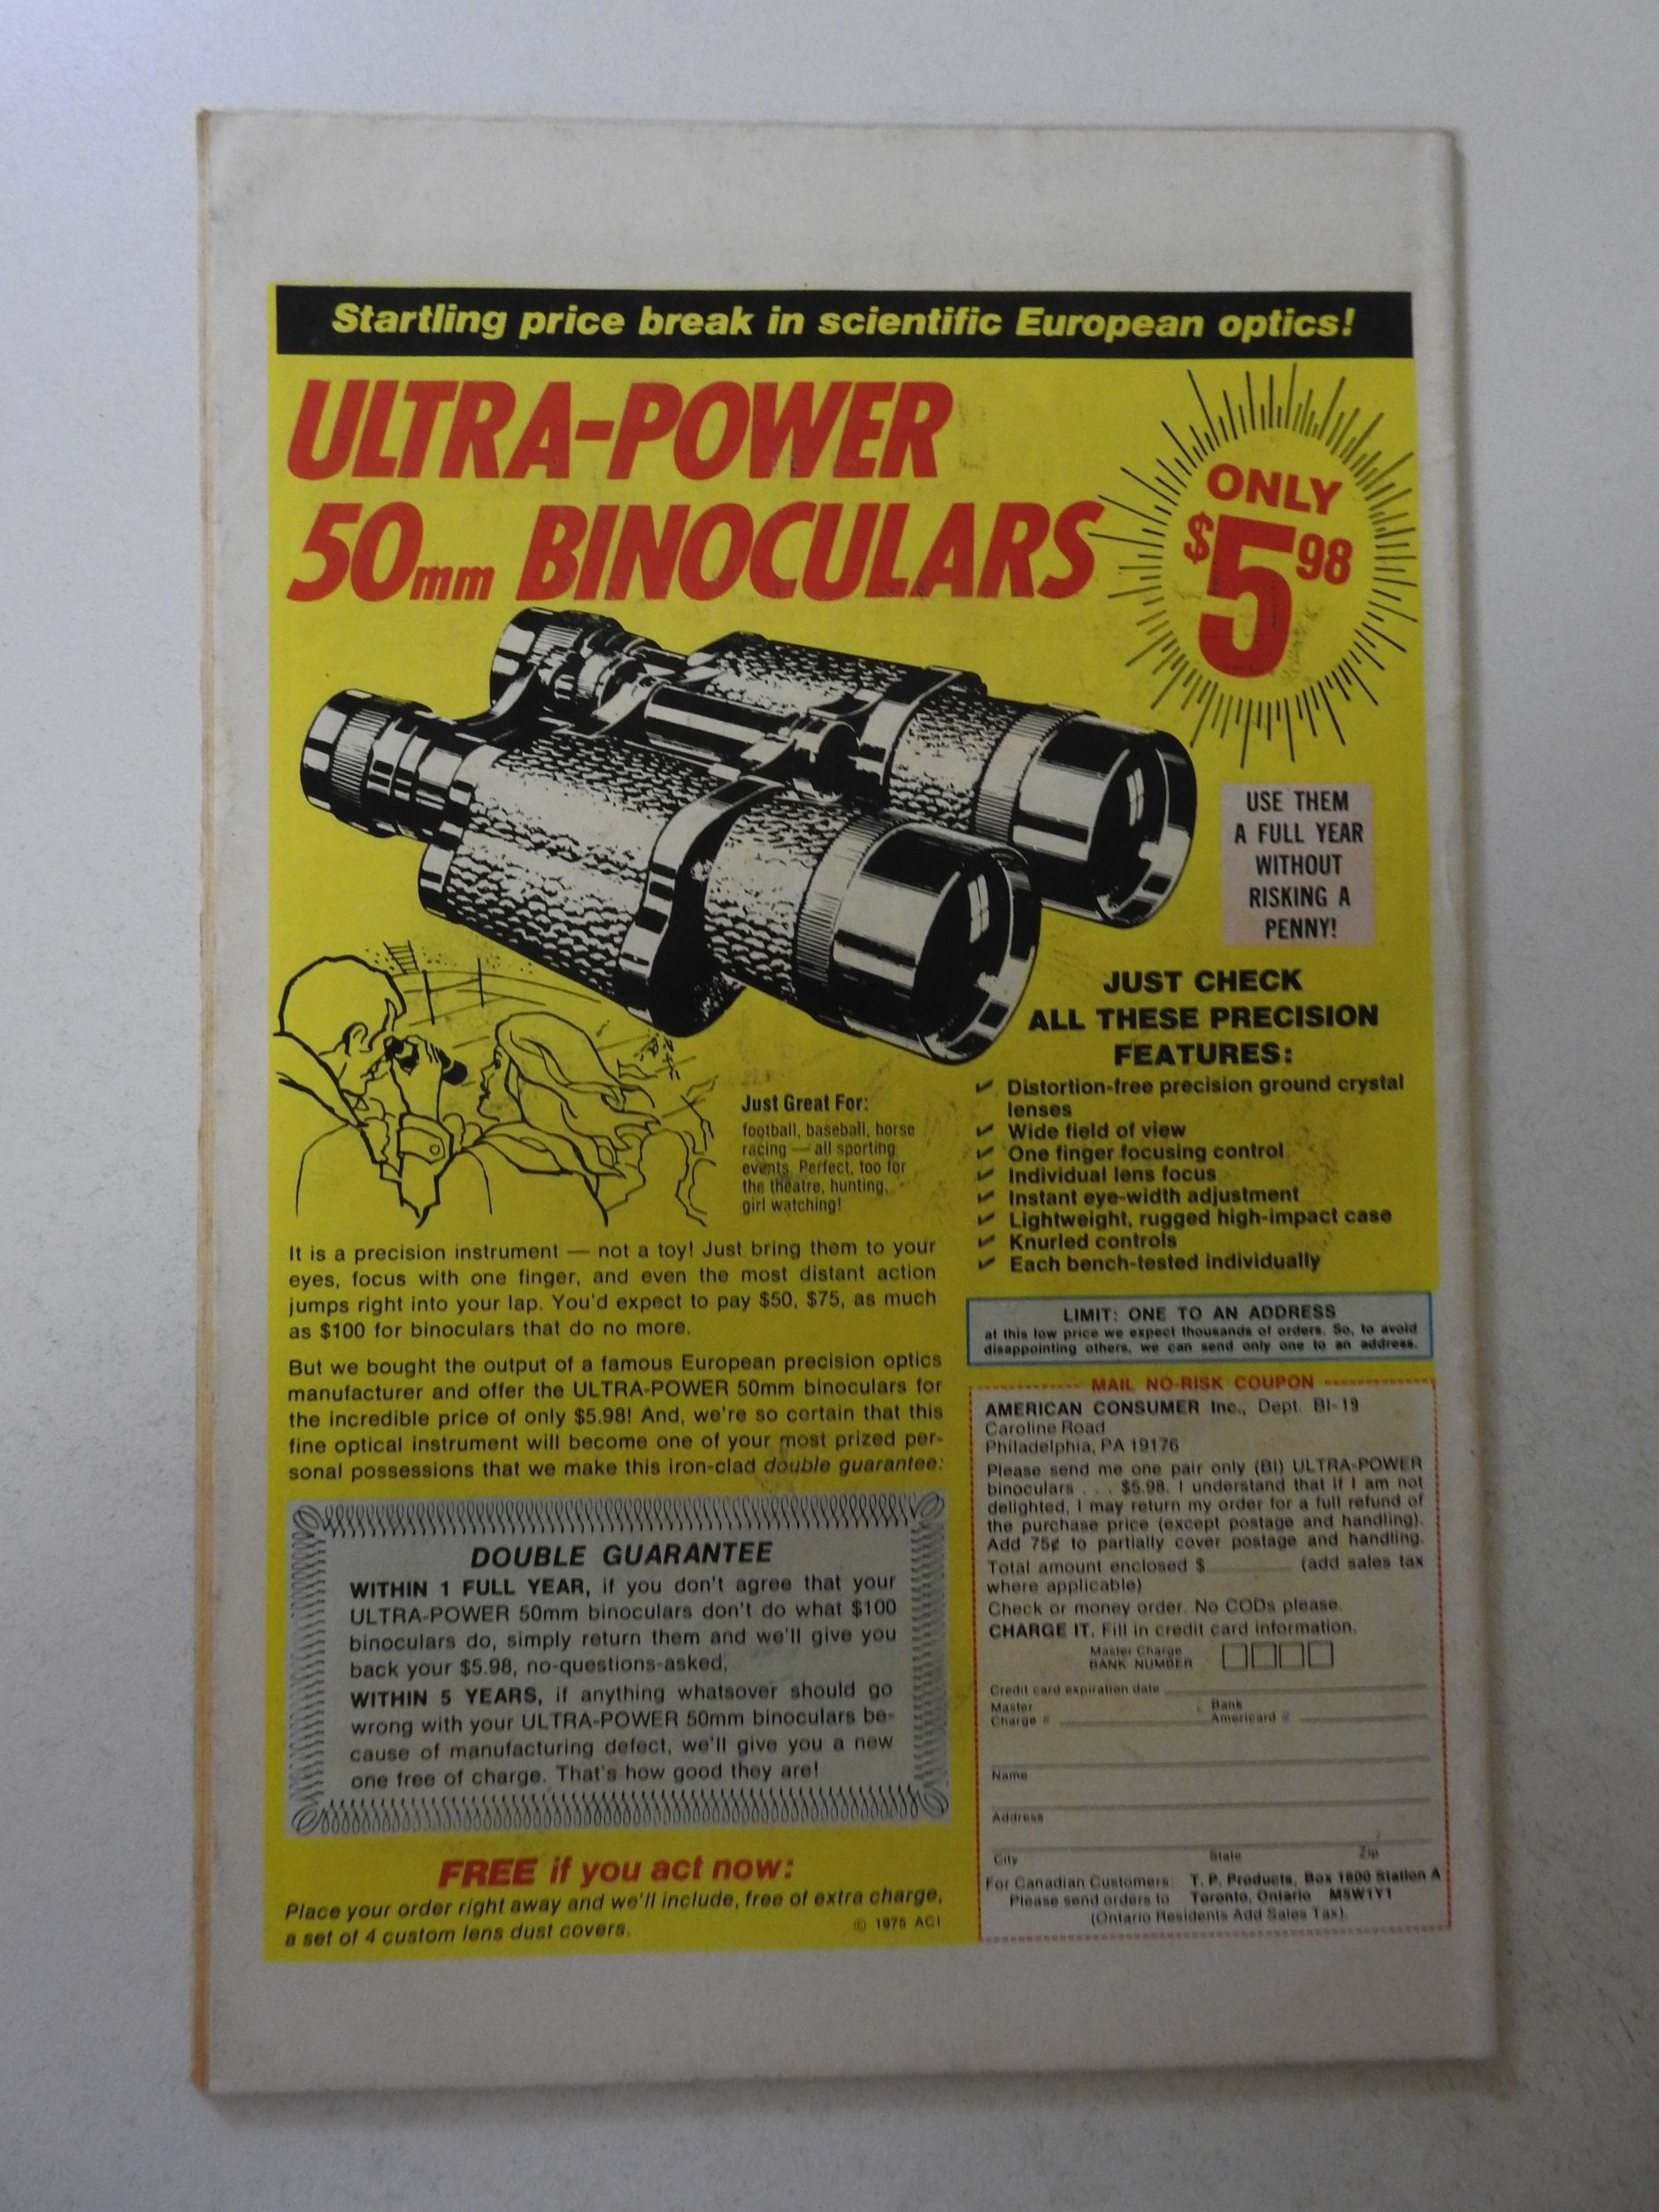 Startling price break in scientific European optics!
ULTRA-POWER
50mm BINOCULARS
ONLY
$5 98
USE THEM
A FULL YEAR
WITHOUT
RISKING A
PENNY!
JUST CHECK
ALL THESE PRECISION
FEATURES:
✔ Distortion-free precision ground crystal
lenses
✔ Wide field of view
✔ One finger focusing control
✔ Individual lens focus
✔ Instant eye-width adjustment
✔ Lightweight, rugged high-impact case
✔ Knurled controls
✔ Each bench-tested individually
Just Great For:
football, baseball, horse
racing — all sporting
events. Perfect, too for
the theatre, hunting,
girl watching!
It is a precision instrument — not a toy! Just bring them to your
eyes, focus with one finger, and even the most distant action
jumps right into your lap. You'd expect to pay $50, $75, as much
as $100 for binoculars that do no more.
But we bought the output of a famous European precision optics
manufacturer and offer the ULTRA-POWER 50mm binoculars for
the incredible price of only $5.98! And, we're so certain that this
fine optical instrument will become one of your most prized per-
sonal possessions that we make this iron-clad double guarantee:
DOUBLE GUARANTEE
WITHIN 1 FULL YEAR, if you don't agree that your
ULTRA-POWER 50mm binoculars don't do what $100
binoculars do, simply return them and we'll give you
back your $5.98, no-questions-asked.
WITHIN 5 YEARS, if anything whatsover should go
wrong with your ULTRA-POWER 50mm binoculars be-
cause of manufacturing defect, we'll give you a new
one free of charge. That's how good they are!
FREE if you act now:
Place your order right away and we'll include, free of extra charge,
a set of 4 custom lens dust covers.
© 1975 ACI
LIMIT: ONE TO AN ADDRESS
at this low price we expect thousands of orders. So, to avoid
disappointing others, we can send only one to an address.
MAIL NO-RISK COUPON
AMERICAN CONSUMER Inc., Dept. BI-19
Caroline Road
Philadelphia, PA 19176
Please send me one pair only (BI) ULTRA-POWER
binoculars . . . $5.98. I understand that if I am not
delighted, I may return my order for a full refund of
the purchase price (except postage and handling).
Add 75¢ to partially cover postage and handling.
Total amount enclosed $ (add sales tax
where applicable)
Check or money order. No CODs please.
CHARGE IT. Fill in credit card information.
Master Charge
BANK NUMBER
Credit card expiration date
Master Bank
Charge # Americard #
Name
Address
City State Zip
For Canadian Customers: T. P. Products, Box 1600 Station A
Please send orders to Toronto, Ontario M5W1Y1
(Ontario Residents Add Sales Tax).